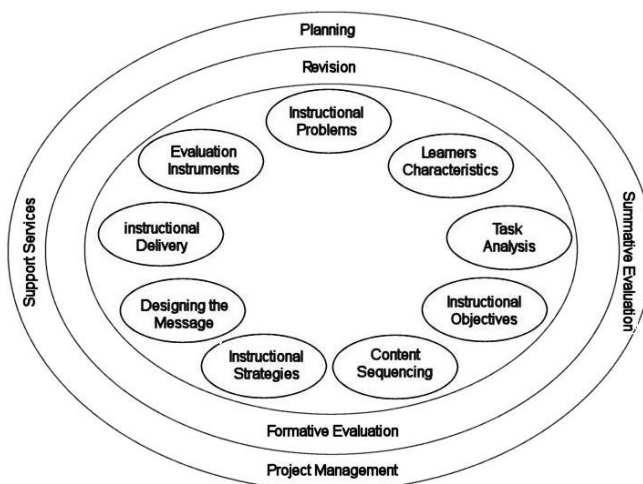 Planning
Revision
Instructional
Problems
Evaluation
Instruments
Learners
Characteristics
instructional
Delivery
Task
Analysis
Support Services
Summative Evaluation
Designing the
Message
Instructional
Objectives
Instructional
Strategies
Content
Sequencing
Formative Evaluation
Project Management